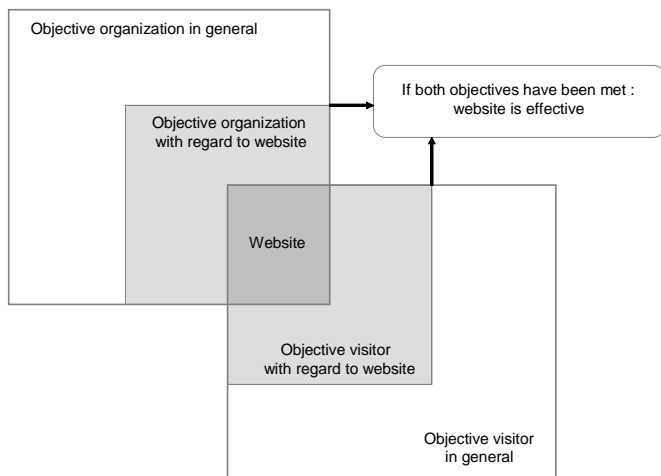 Objective organization in general
If both objectives have been met :
website is effective
Objective organization
with regard to website
Website
Objective visitor
with regard to website
Objective visitor
in general